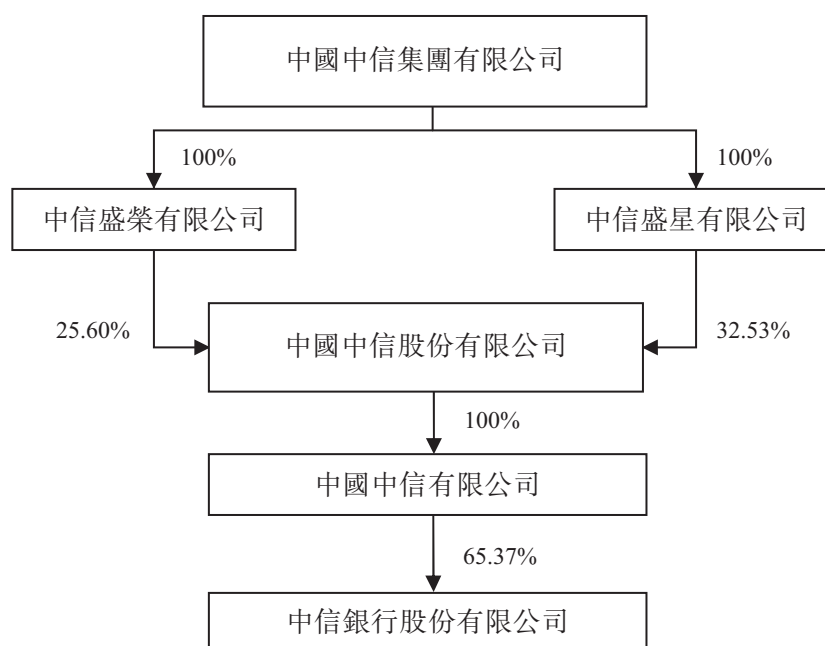 中國中信集團有限公司
100%
100%
中信盛榮有限公司
中信盛星有限公司
25.60%
中國中信股份有限公司
32.53%
100%
中國中信有限公司
65.37%
中信銀行股份有限公司